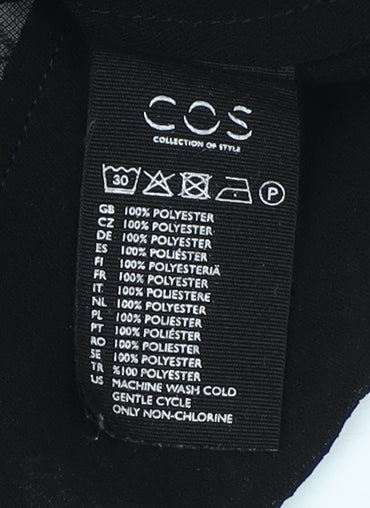 COS
COLLECTION OF STYLE
30 P
GB 100% POLYESTER
CZ 100% POLYESTER
DE 100% POLYESTER
ES 100% POLIÉSTER
FI 100% POLYESTERIÄ
FR 100% POLYESTER
IT 100% POLIESTERE
NL 100% POLYESTER
PL 100% POLIESTER
PT 100% POLIÉSTER
RO 100% POLIESTER
SE 100% POLYESTER
TR %100 POLYESTER
US MACHINE WASH COLD
GENTLE CYCLE
ONLY NON-CHLORINE